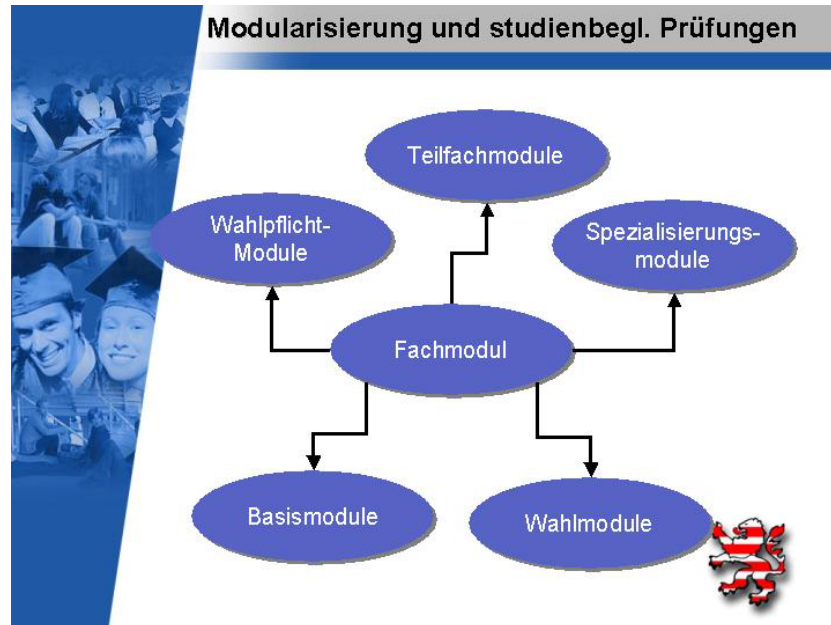 Modularisierung und studienbegl. Prüfungen
Teilfachmodule
Wahlpflicht-
Module
Spezialisierungs-
module
Fachmodul
Basismodule
Wahlmodule